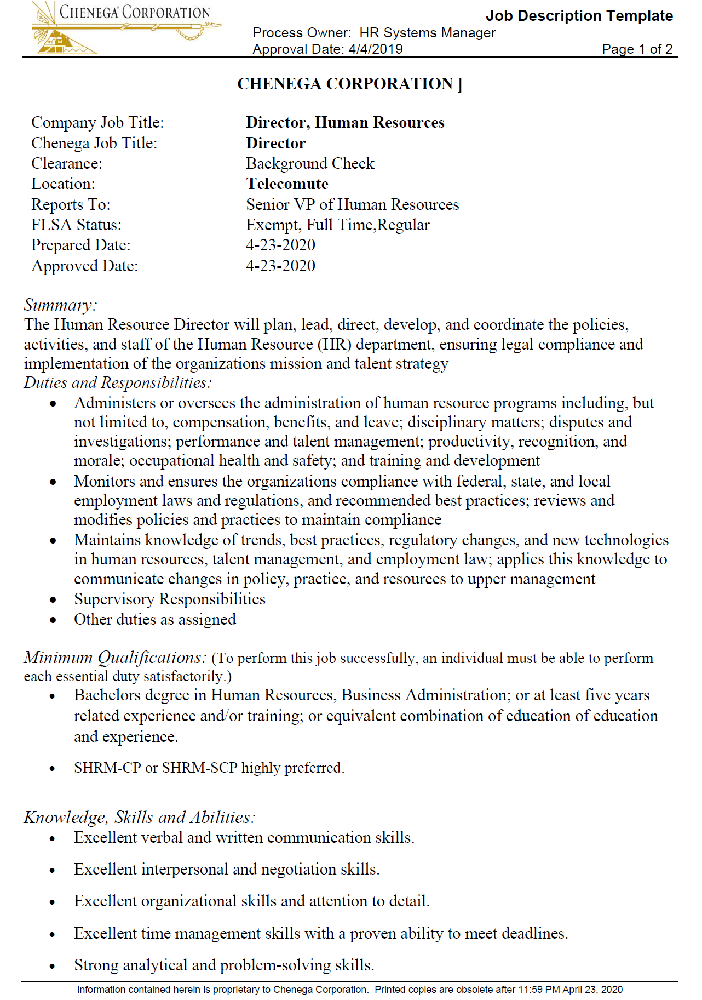 CHENEGA® CORPORATION
Job Description Template
Process Owner:  HR Systems Manager
Approval Date: 4/4/2019 Page 1 of 2
CHENEGA CORPORATION ]
Company Job Title: Director, Human Resources
Chenega Job Title: Director
Clearance: Background Check
Location: Telecomute
Reports To: Senior VP of Human Resources
FLSA Status: Exempt, Full Time,Regular
Prepared Date: 4-23-2020
Approved Date: 4-23-2020
Summary:
The Human Resource Director will plan, lead, direct, develop, and coordinate the policies,
activities, and staff of the Human Resource (HR) department, ensuring legal compliance and
implementation of the organizations mission and talent strategy
Duties and Responsibilities:
• Administers or oversees the administration of human resource programs including, but
not limited to, compensation, benefits, and leave; disciplinary matters; disputes and
investigations; performance and talent management; productivity, recognition, and
morale; occupational health and safety; and training and development
• Monitors and ensures the organizations compliance with federal, state, and local
employment laws and regulations, and recommended best practices; reviews and
modifies policies and practices to maintain compliance
• Maintains knowledge of trends, best practices, regulatory changes, and new technologies
in human resources, talent management, and employment law; applies this knowledge to
communicate changes in policy, practice, and resources to upper management
• Supervisory Responsibilities
• Other duties as assigned
Minimum Qualifications: (To perform this job successfully, an individual must be able to perform
each essential duty satisfactorily.)
• Bachelors degree in Human Resources, Business Administration; or at least five years
related experience and/or training; or equivalent combination of education of education
and experience.
• SHRM-CP or SHRM-SCP highly preferred.
Knowledge, Skills and Abilities:
• Excellent verbal and written communication skills.
• Excellent interpersonal and negotiation skills.
• Excellent organizational skills and attention to detail.
• Excellent time management skills with a proven ability to meet deadlines.
• Strong analytical and problem-solving skills.
Information contained herein is proprietary to Chenega Corporation.  Printed copies are obsolete after 11:59 PM April 23, 2020